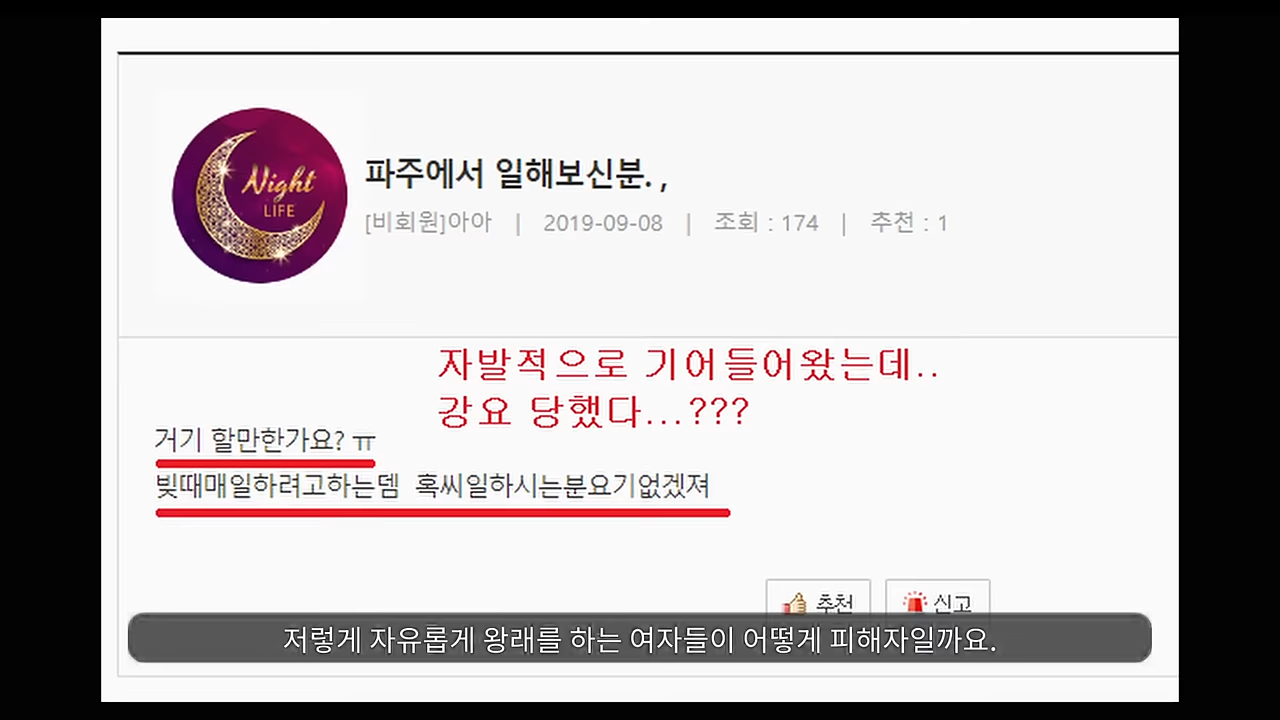 Night
LIFE
파주에서 일해보신분. ,
[비회원]아아 | 2019-09-08 | 조회 : 174 | 추천 : 1
자발적으로 기어들어왔는데..
강요 당했다...???
거기 할만한가요? ㅠ
빚때매일하려고하는뎀 혹씨일하시는분요기없겠져
추천 신고
저렇게 자유롭게 왕래를 하는 여자들이 어떻게 피해자일까요.